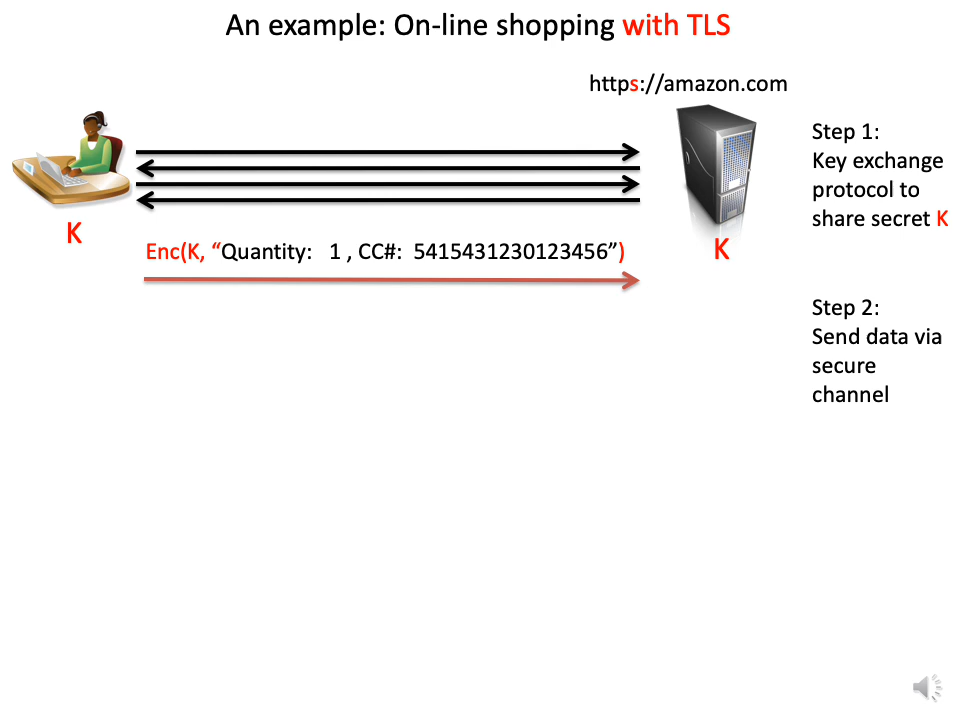 An example: On-line shopping with TLS
https://amazon.com
Step 1:
Key exchange
protocol to
share secret K
K
K
Enc(K, “Quantity:   1 , CC#:  5415431230123456”)
Step 2:
Send data via
secure
channel